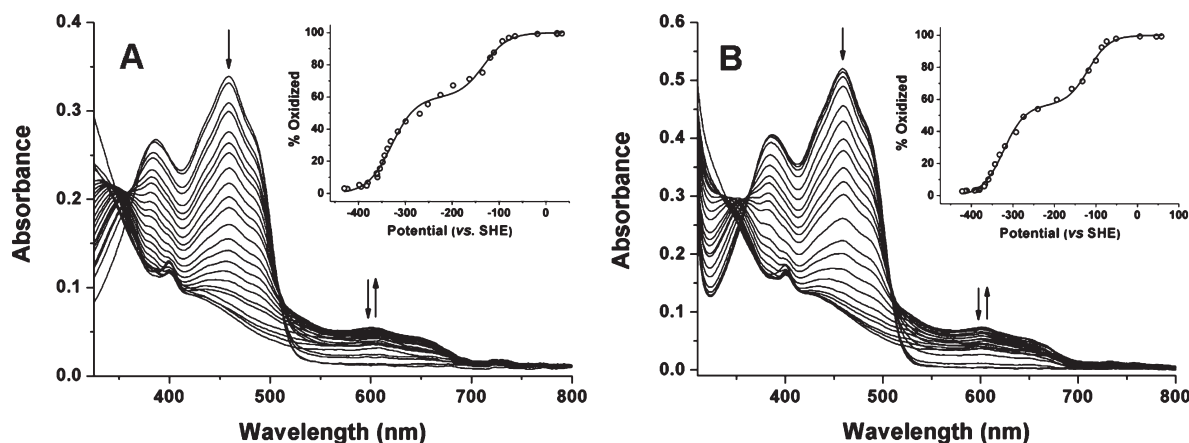 A
0.4
0.3
0.2
0.1
0.0
Absorbance
400 500 600 700 800
Wavelength (nm)
100
80
60
40
20
0
% Oxidized
-400 -300 -200 -100 0
Potential (vs. SHE)
B
0.6
0.5
0.4
0.3
0.2
0.1
0.0
Absorbance
400 500 600 700 800
Wavelength (nm)
100
80
60
40
20
0
% Oxidized
-400 -300 -200 -100 0 100
Potential (vs SHE)